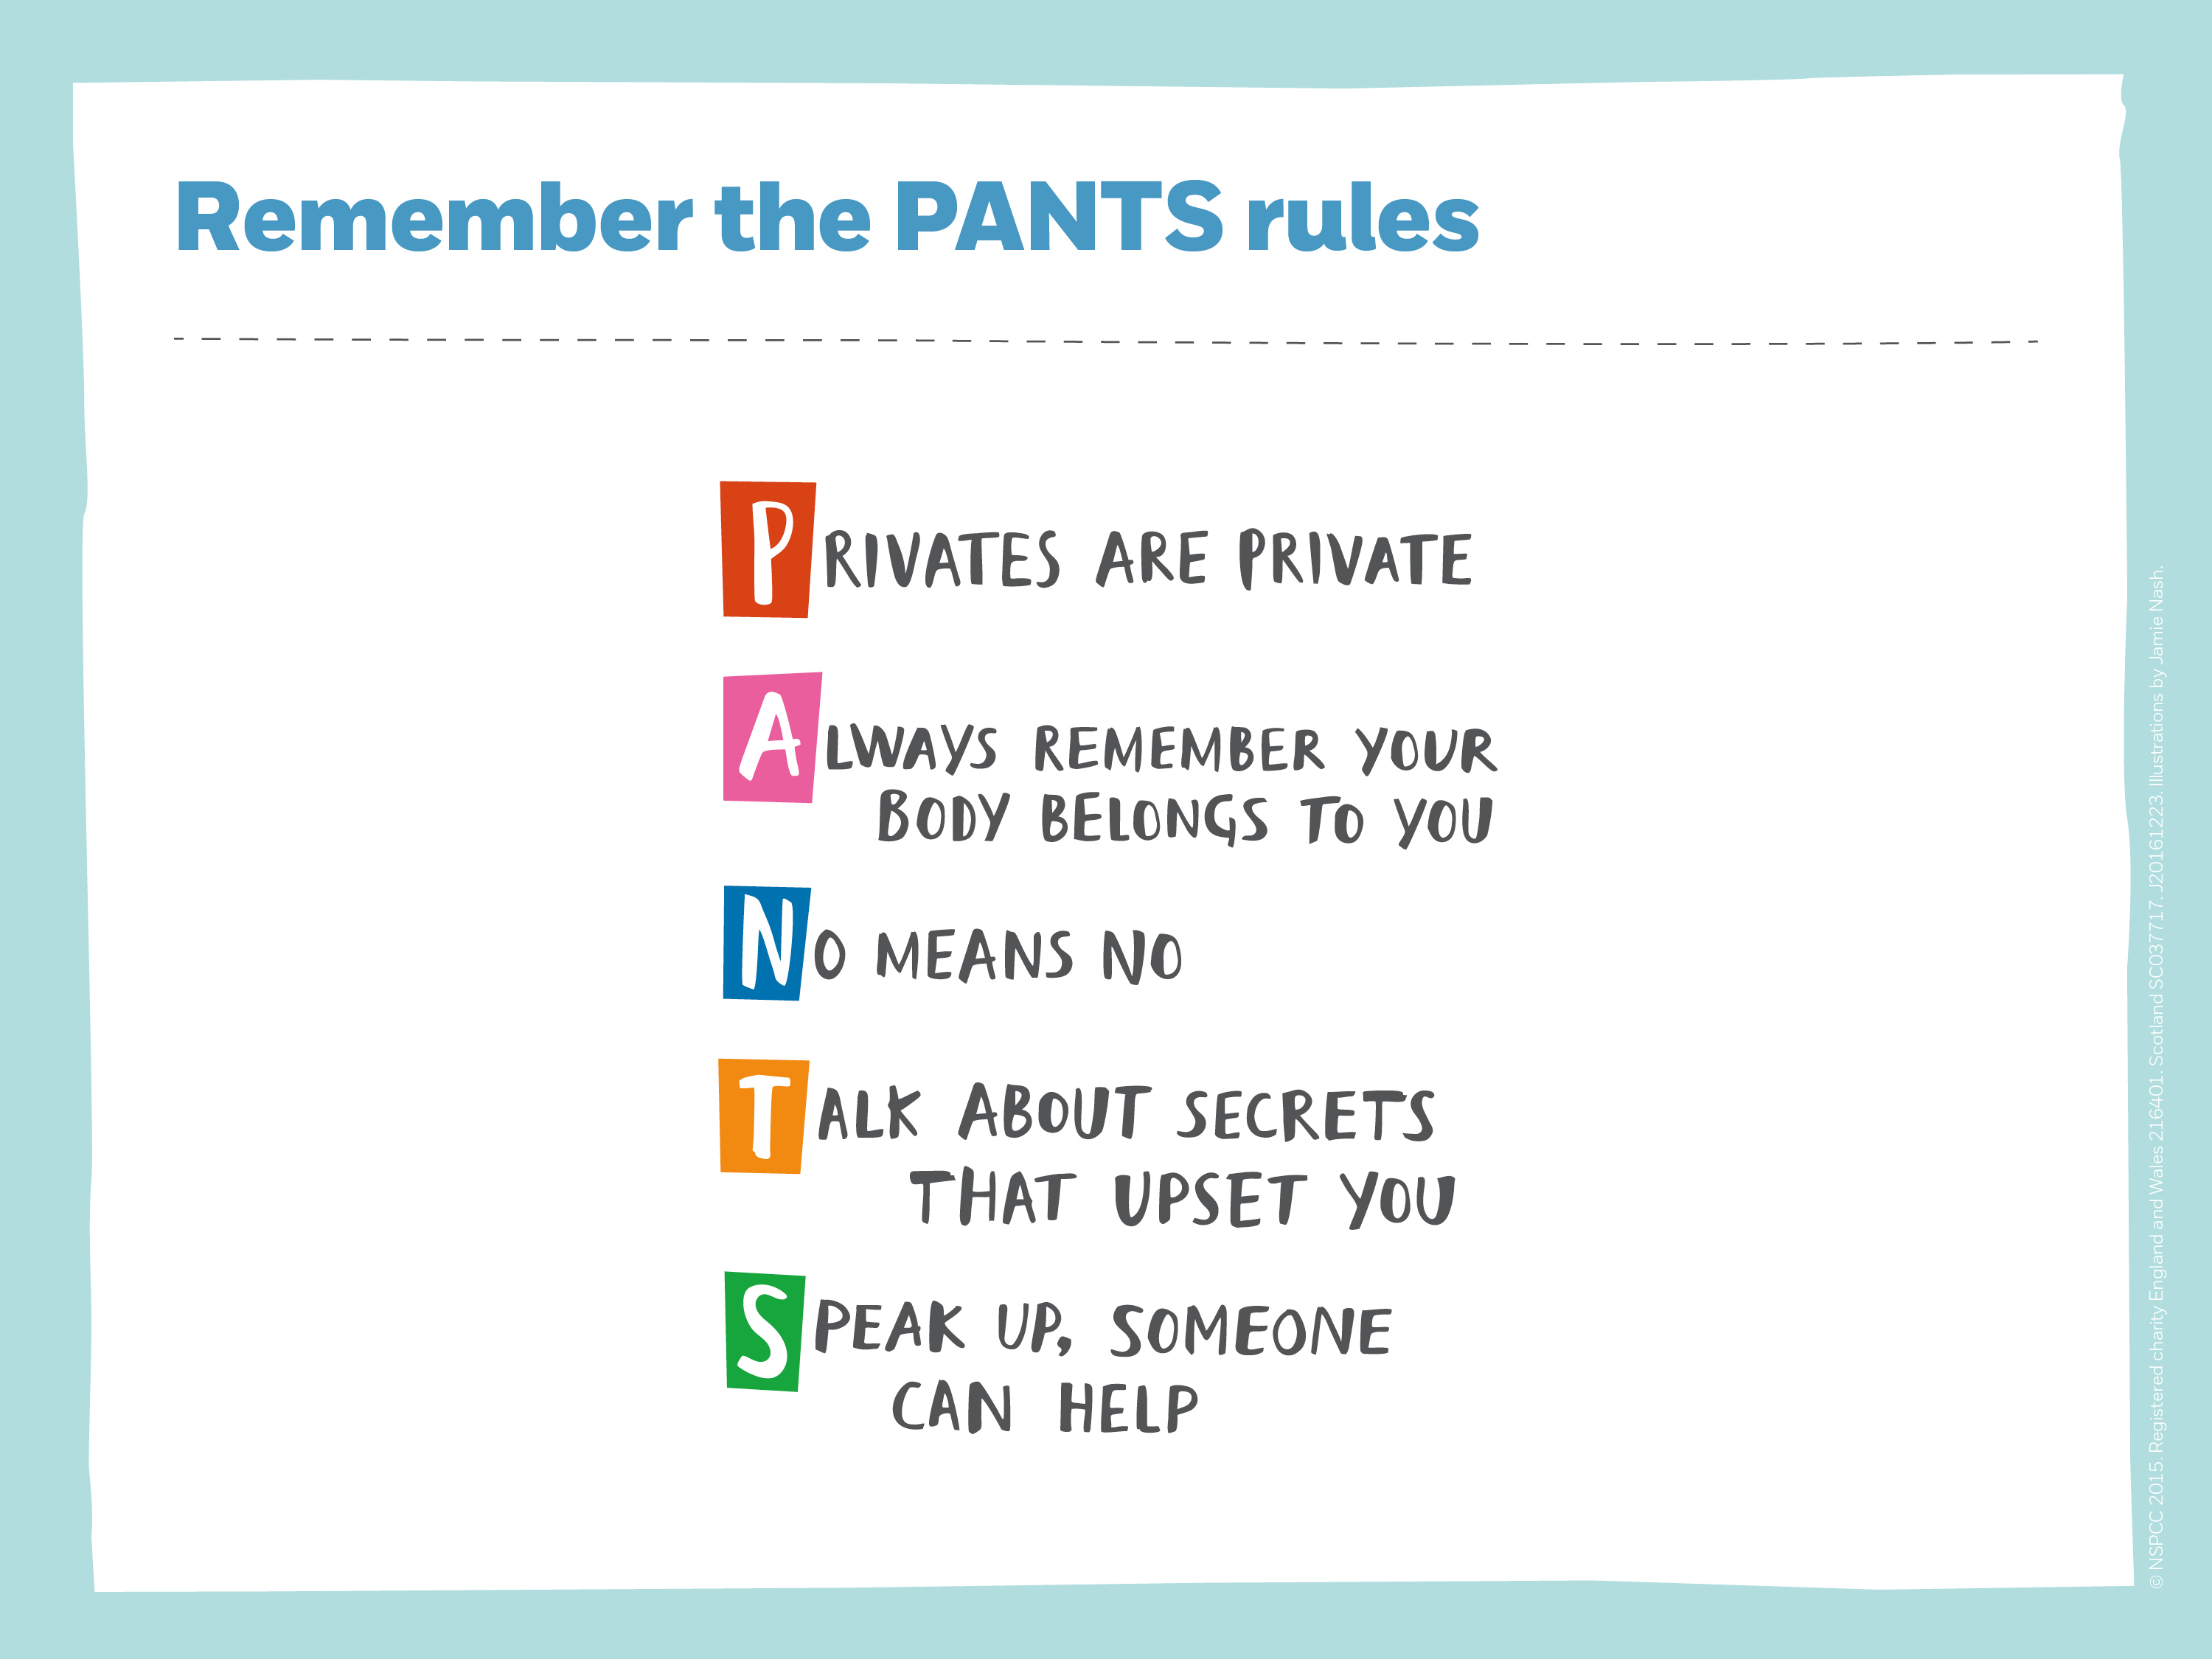 Remember the PANTS rules
PRIVATES ARE PRIVATE
ALWAYS REMEMBER YOUR
BODY BELONGS TO YOU
NO MEANS NO
TALK ABOUT SECRETS
THAT UPSET YOU
SPEAK UP, SOMEONE
CAN HELP
© NSPCC 2015. Registered charity England and Wales 216401. Scotland SC037717. J20161223. Illustrations by Jamie Nash.